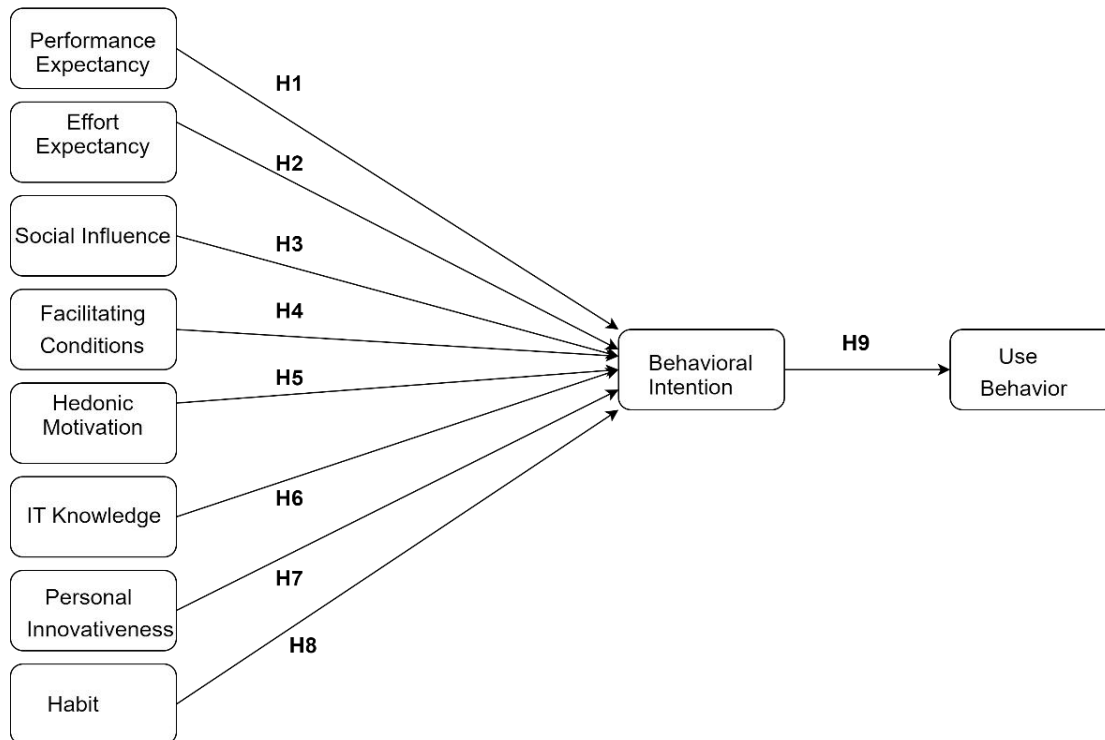 Performance
Expectancy
H1
Effort
Expectancy
H2
Social Influence
H3
Facilitating
Conditions
H4
Hedonic
Motivation
H5
IT Knowledge
H6
Personal
Innovativeness
H7
Habit
H8
Behavioral
Intention
H9
Use
Behavior